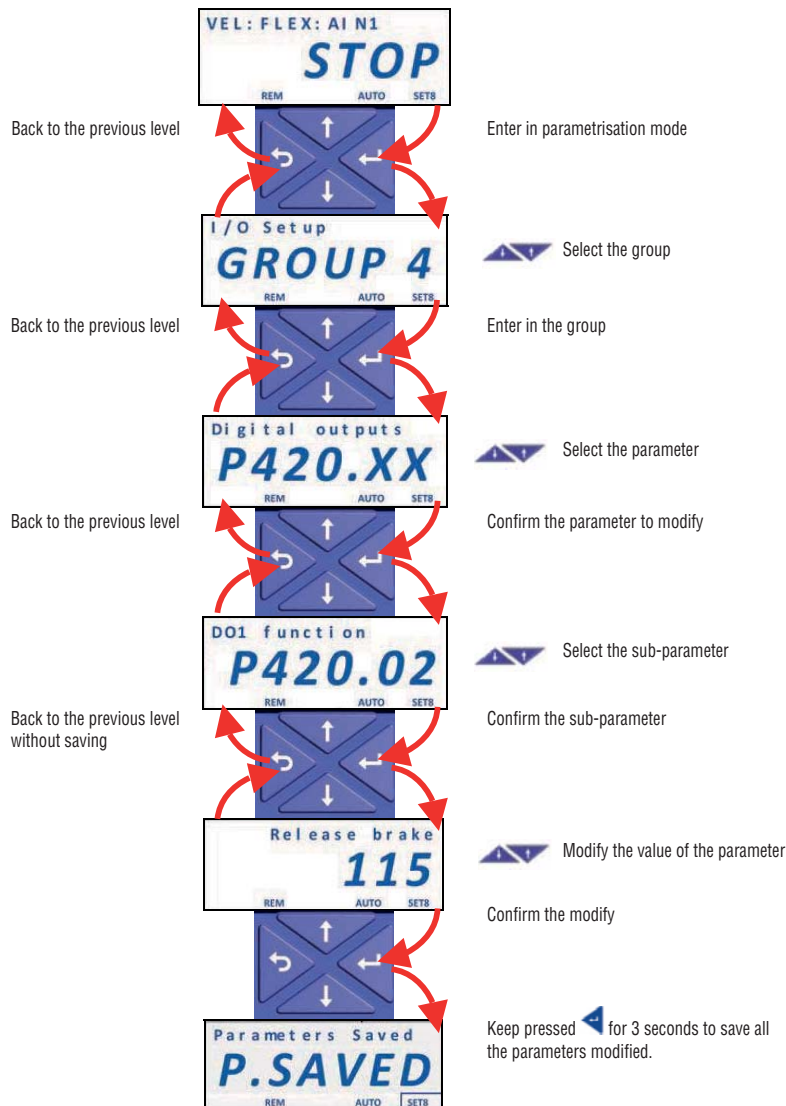 VEL: FLEX: AIN1
STOP
REM AUTO SET8
Back to the previous level
Enter in parametrisation mode
I/O Setup
GROUP 4
REM AUTO SET8
Select the group
Back to the previous level
Enter in the group
Digital outputs
P420.XX
REM AUTO SET8
Select the parameter
Back to the previous level
Confirm the parameter to modify
DO1 function
P420.02
REM AUTO SET8
Select the sub-parameter
Back to the previous level
without saving
Confirm the sub-parameter
Release brake
115
REM AUTO SET8
Modify the value of the parameter
Confirm the modify
Parameters Saved
P.SAVED
REM AUTO SET8
Keep pressed for 3 seconds to save all
the parameters modified.